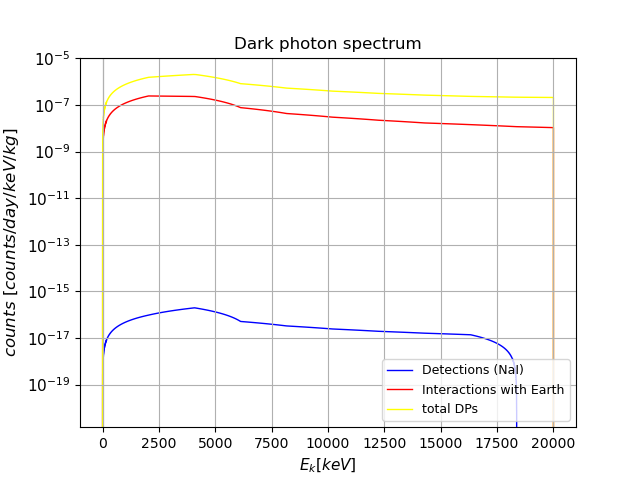 Dark photon spectrum
counts [counts/day/keV/kg]
10⁻⁵
10⁻⁷
10⁻⁹
10⁻¹¹
10⁻¹³
10⁻¹⁵
10⁻¹⁷
10⁻¹⁹
Detections (NaI)
Interactions with Earth
total DPs
0 2500 5000 7500 10000 12500 15000 17500 20000
Eₖ[keV]